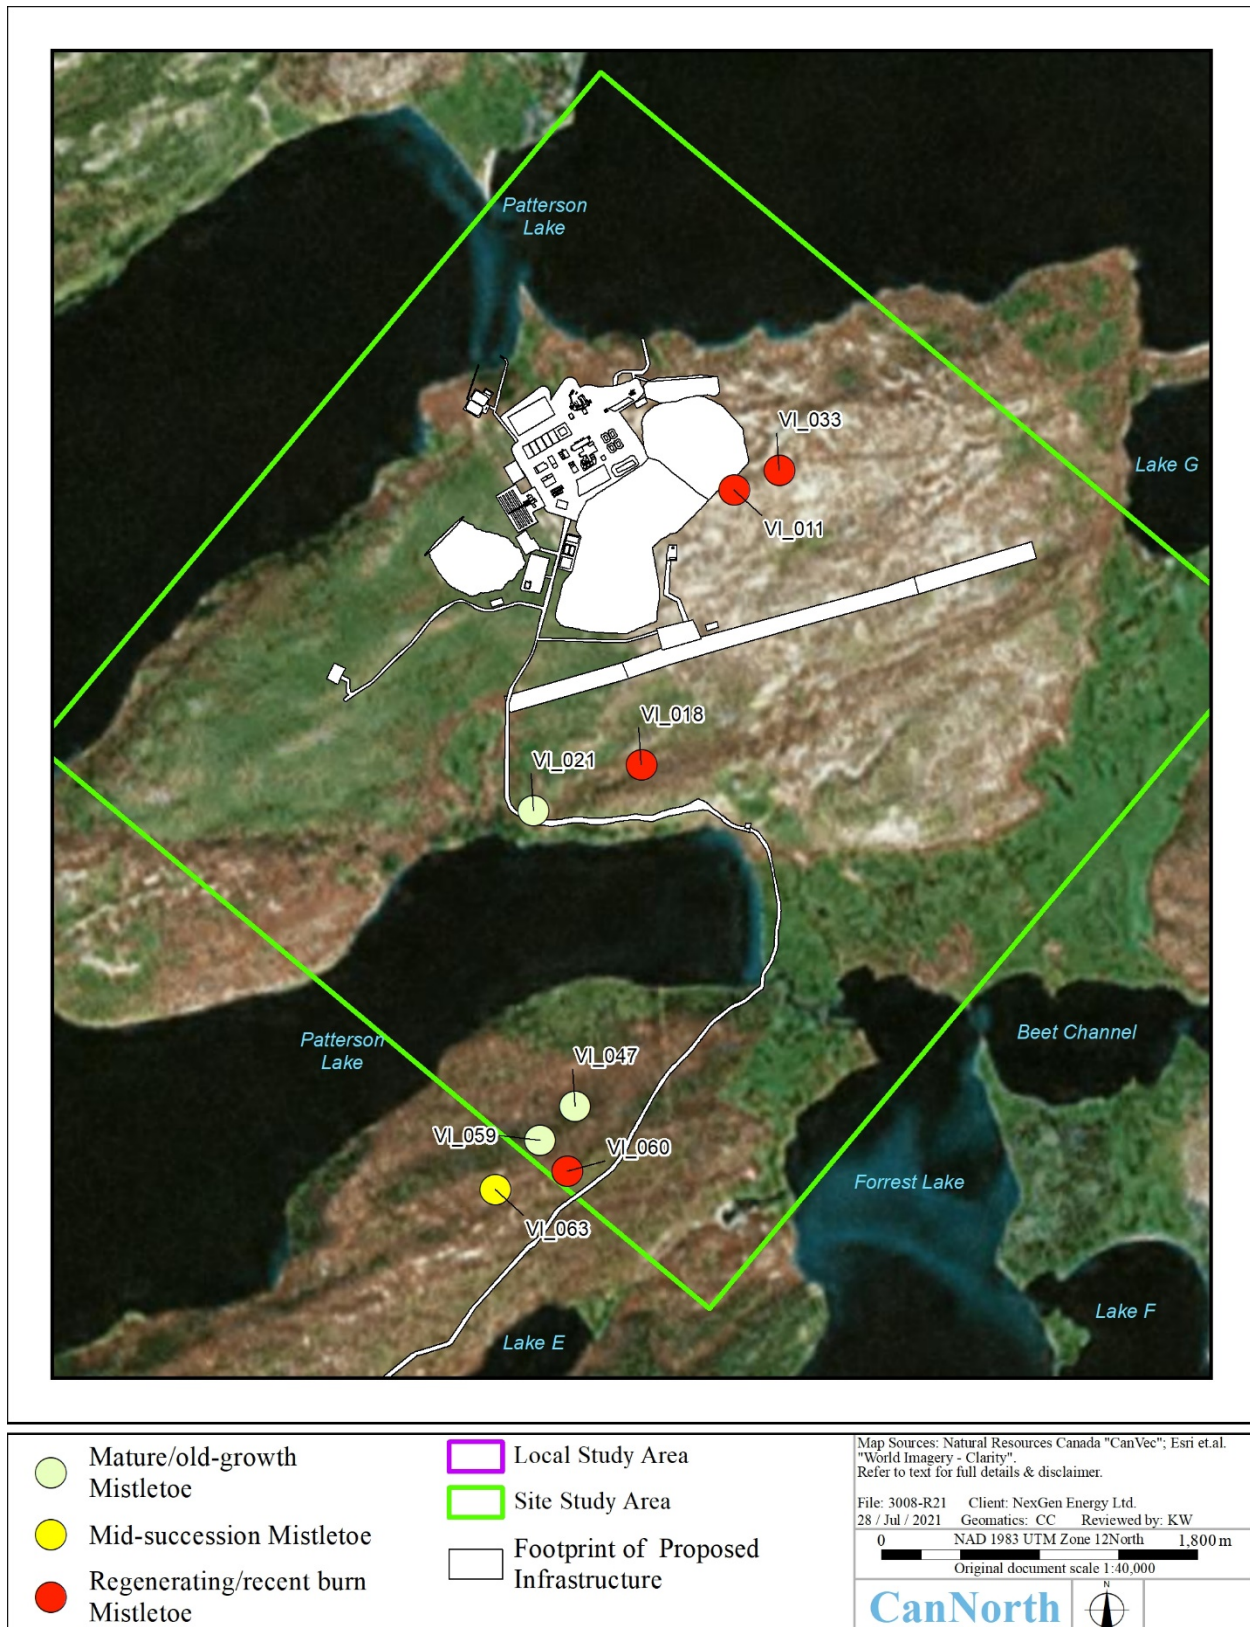 Patterson
Lake
VI_033
Lake G
VI_011
VI_018
VI_021
Patterson
Lake
Beet Channel
VI_047
VI_059
VI_060
Forrest Lake
VI_063
Lake E
Lake F
Mature/old-growth
Mistletoe
Mid-succession Mistletoe
Regenerating/recent burn
Mistletoe
Local Study Area
Site Study Area
Footprint of Proposed
Infrastructure
Map Sources: Natural Resources Canada "CanVec"; Esri et.al.
"World Imagery - Clarity".
Refer to text for full details & disclaimer.
File: 3008-R21 Client: NexGen Energy Ltd.
28 / Jul / 2021 Geomatics: CC Reviewed by: KW
0 NAD 1983 UTM Zone 12North 1,800 m
Original document scale 1:40,000
CanNorth N